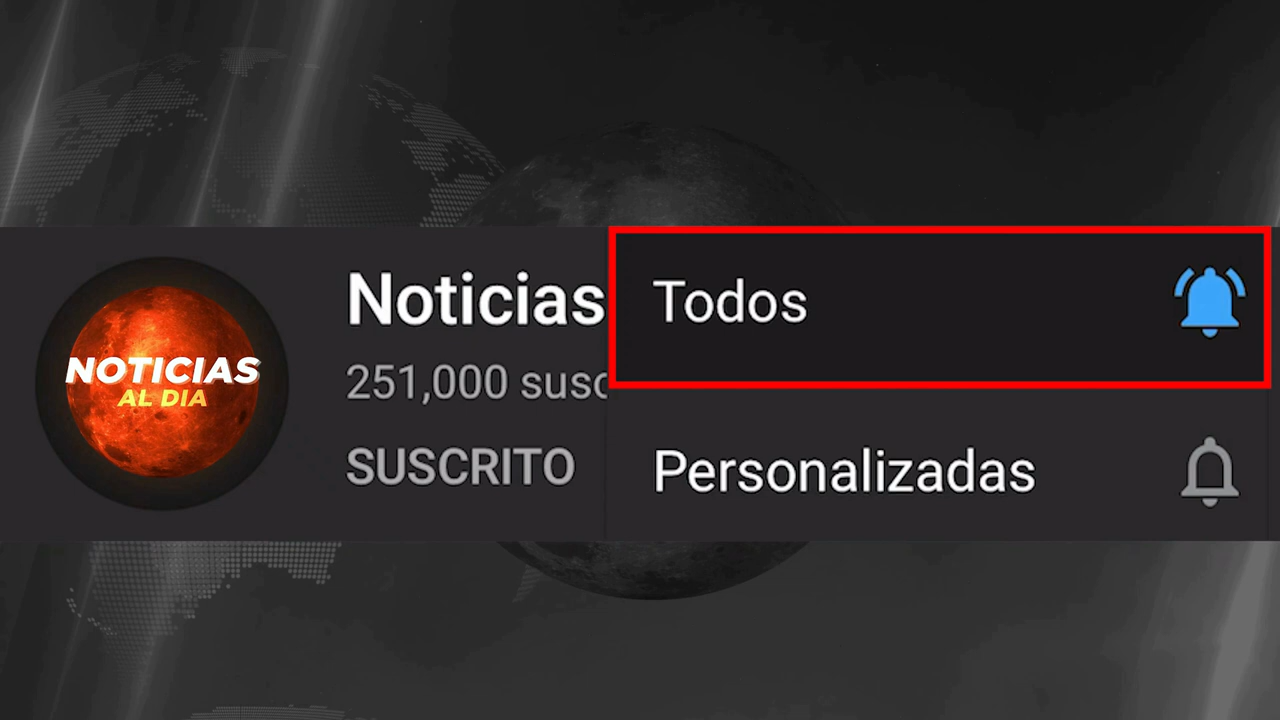 NOTICIAS
AL DIA
Noticias
251,000 susc
SUSCRITO
Todos
Personalizadas